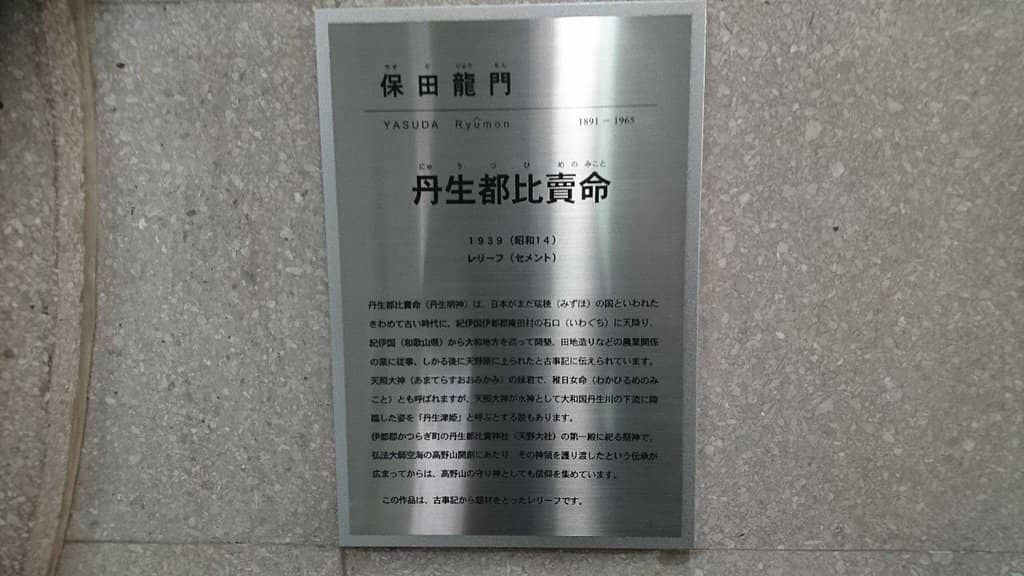 やす だ りゅう もん
保田龍門
YASUDA Ryûmon 1891－1965
にゅ う つ ひ め の みこと
丹生都比賣命
1939（昭和14）
レリーフ（セメント）
丹生都比賣命（丹生明神）は、日本がまだ瑞穂（みずほ）の国といわれた
きわめて古い時代に、紀伊国伊都郡庵田村の石口（いわぐち）に天降り、
紀伊国（和歌山県）から大和地方を巡って開墾、田地造りなどの農業関係
の業に従事、しかる後に天野原に上られたと古事記に伝えられています。
天照大神（あまてらすおおみかみ）の妹君で、稚日女命（わかひるめのみ
こと）とも呼ばれますが、天照大神が水神として大和国丹生川の下流に降
臨した姿を「丹生津姫」と呼ぶとする説もあります。
伊都郡かつらぎ町の丹生都比賣神社（天野大社）の第一殿に祀る祭神で、
弘法大師空海の高野山開創にあたり、その神領を護り渡したという伝承が
広まってからは、高野山の守り神としても信仰を集めています。
この作品は、古事記から題材をとったレリーフです。